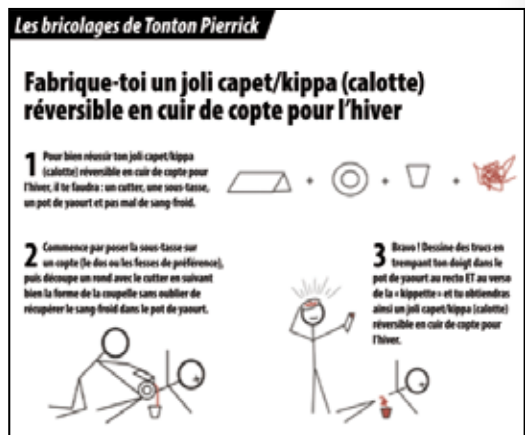 Les bricolages de Tonton Pierrick
Fabrique-toi un joli capet/kippa (calotte)
réversible en cuir de copte pour l'hiver
1 Pour bien réussir ton joli capet/kippa
(calotte) réversible en cuir de copte pour
l'hiver, il te faudra : un cutter, une sous-tasse,
un pot de yaourt et pas mal de sang-froid.
2 Commence par poser la sous-tasse sur
un copte (le dos ou les fesses de préférence),
puis découpe un rond avec le cutter en suivant
bien la forme de la coupelle sans oublier de
récupérer le sang froid dans le pot de yaourt.
3 Bravo ! Dessine des trucs en
trempant ton doigt dans le
pot de yaourt au recto ET au verso
de la « kippette » et tu obtiendras
ainsi un joli capet/kippa (calotte)
réversible en cuir de copte pour
l'hiver.